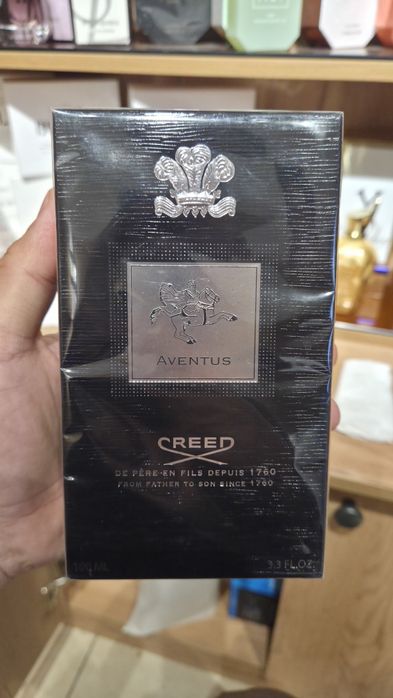 AVENTUS
CREED
DE PÈRE EN FILS DEPUIS 1760
FROM FATHER TO SON SINCE 1760
100 ML
3.3 FL.OZ.